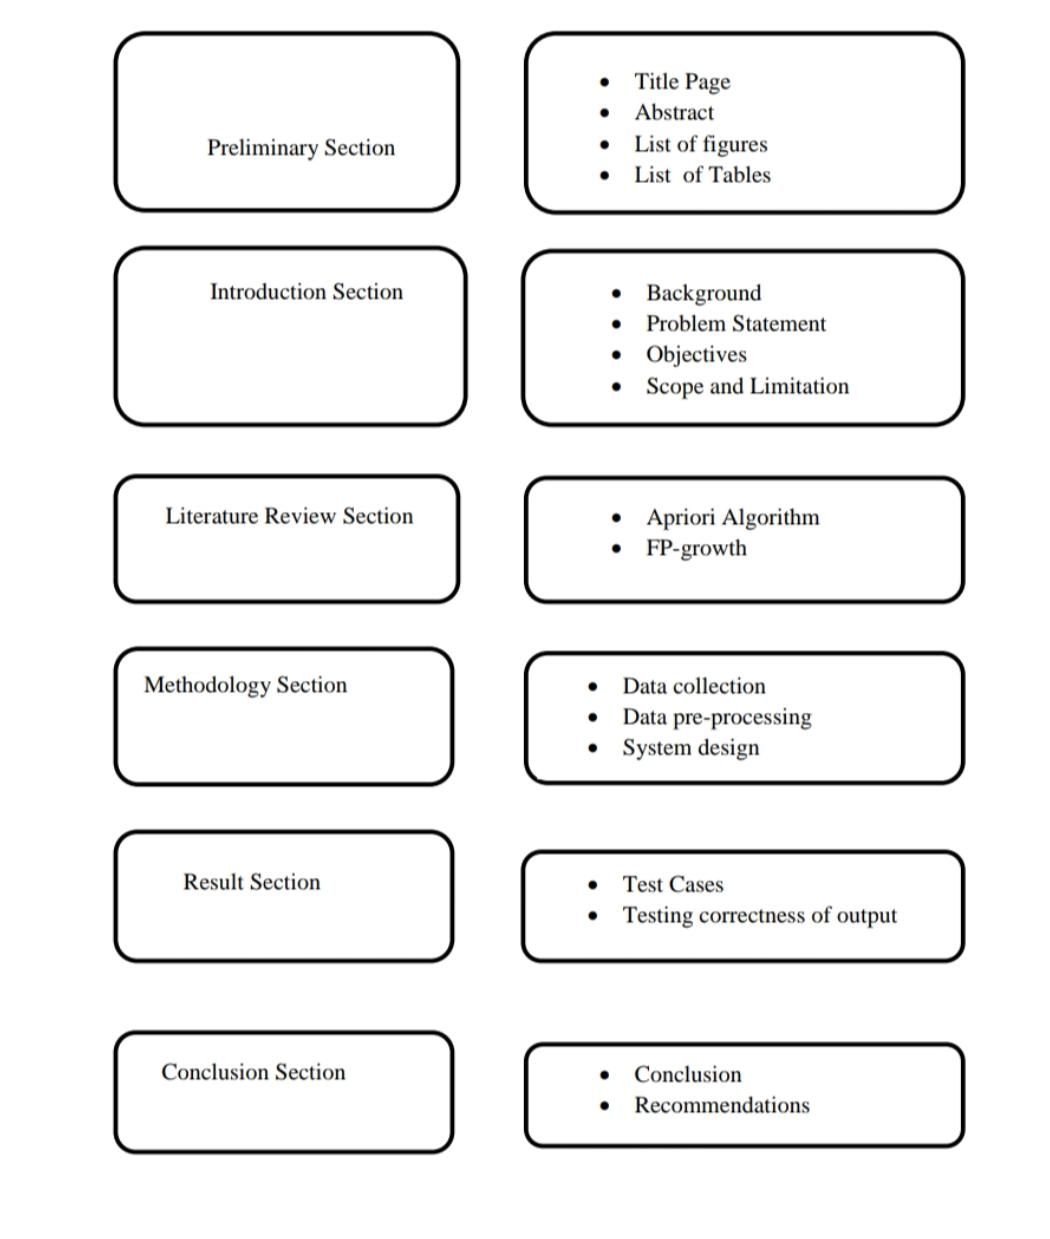 Preliminary Section
• Title Page
• Abstract
• List of figures
• List  of Tables
Introduction Section
• Background
• Problem Statement
• Objectives
• Scope and Limitation
Literature Review Section
• Apriori Algorithm
• FP-growth
Methodology Section
• Data collection
• Data pre-processing
• System design
Result Section
• Test Cases
• Testing correctness of output
Conclusion Section
• Conclusion
• Recommendations